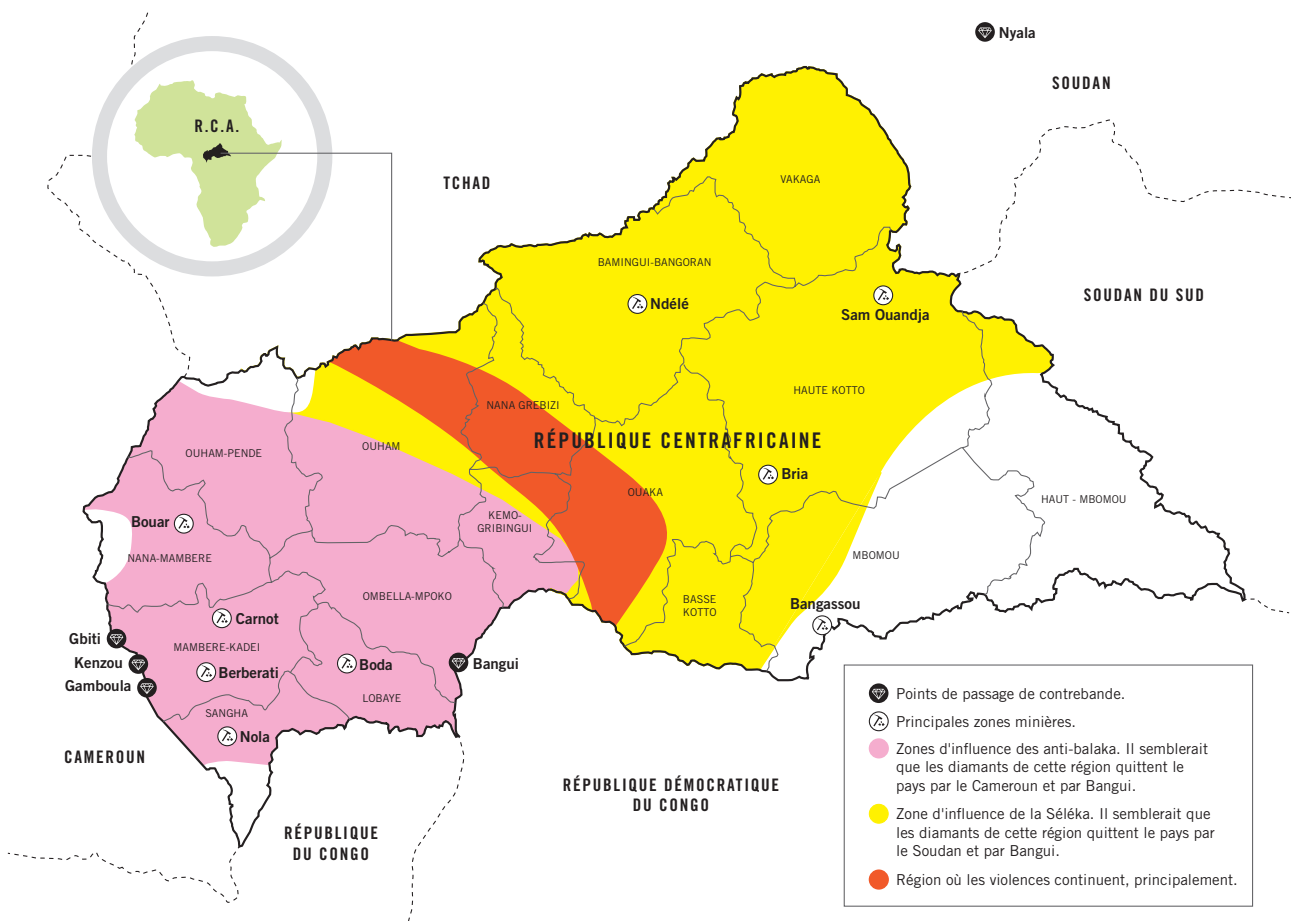 Nyala
SOUDAN
R.C.A.
TCHAD
VAKAGA
BAMINGUI-BANGORAN
Ndélé
Sam Ouandja
SOUDAN DU SUD
HAUTE KOTTO
NANA GREBIZI
RÉPUBLIQUE CENTRAFRICAINE
OUHAM-PENDE
OUHAM
Bria
OUAKA
HAUT - MBOMOU
KEMO-
GRIBINGUI
Bouar
NANA-MAMBERE
MBOMOU
OMBELLA-MPOKO
BASSE
KOTTO
Bangassou
Carnot
Gbiti
MAMBERE-KADEI
Kenzou
Berberati
Boda
Bangui
Gamboula
LOBAYE
SANGHA
Nola
CAMEROUN
RÉPUBLIQUE DÉMOCRATIQUE
DU CONGO
RÉPUBLIQUE
DU CONGO
Points de passage de contrebande.
Principales zones minières.
Zones d'influence des anti-balaka. Il semblerait
que les diamants de cette région quittent le
pays par le Cameroun et par Bangui.
Zone d'influence de la Séléka. Il semblerait que
les diamants de cette région quittent le pays par
le Soudan et par Bangui.
Région où les violences continuent, principalement.